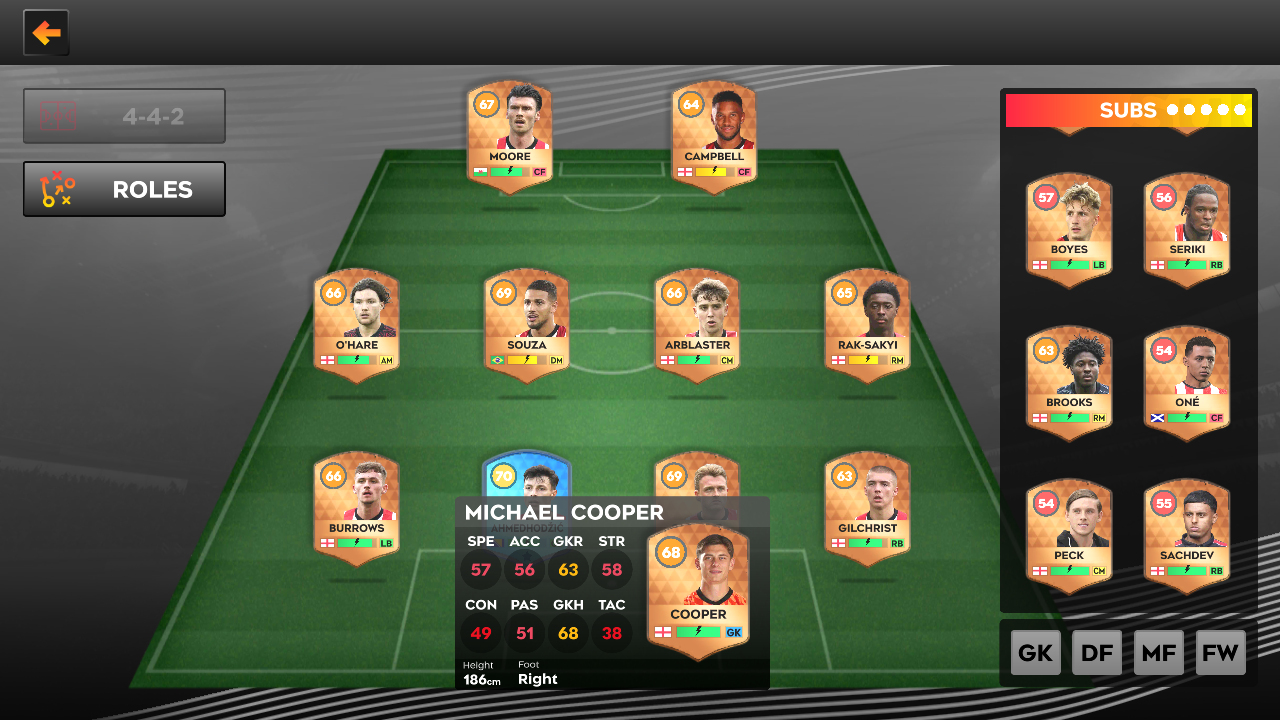 4-4-2
ROLES
67
MOORE
CF
64
CAMPBELL
CF
66
O'HARE
AM
69
SOUZA
DM
66
ARBLASTER
CM
65
RAK-SAKYI
RM
66
BURROWS
LB
70
AHMEDHODŽIĆ
69
63
GILCHRIST
RB
MICHAEL COOPER
SPE ACC GKR STR
57 56 63 58
CON PAS GKH TAC
49 51 68 38
Height Foot
186cm Right
68
COOPER
GK
SUBS
57
BOYES
LB
56
SERIKI
RB
63
BROOKS
RM
54
ONÉ
CF
54
PECK
CM
55
SACHDEV
RB
GK DF MF FW